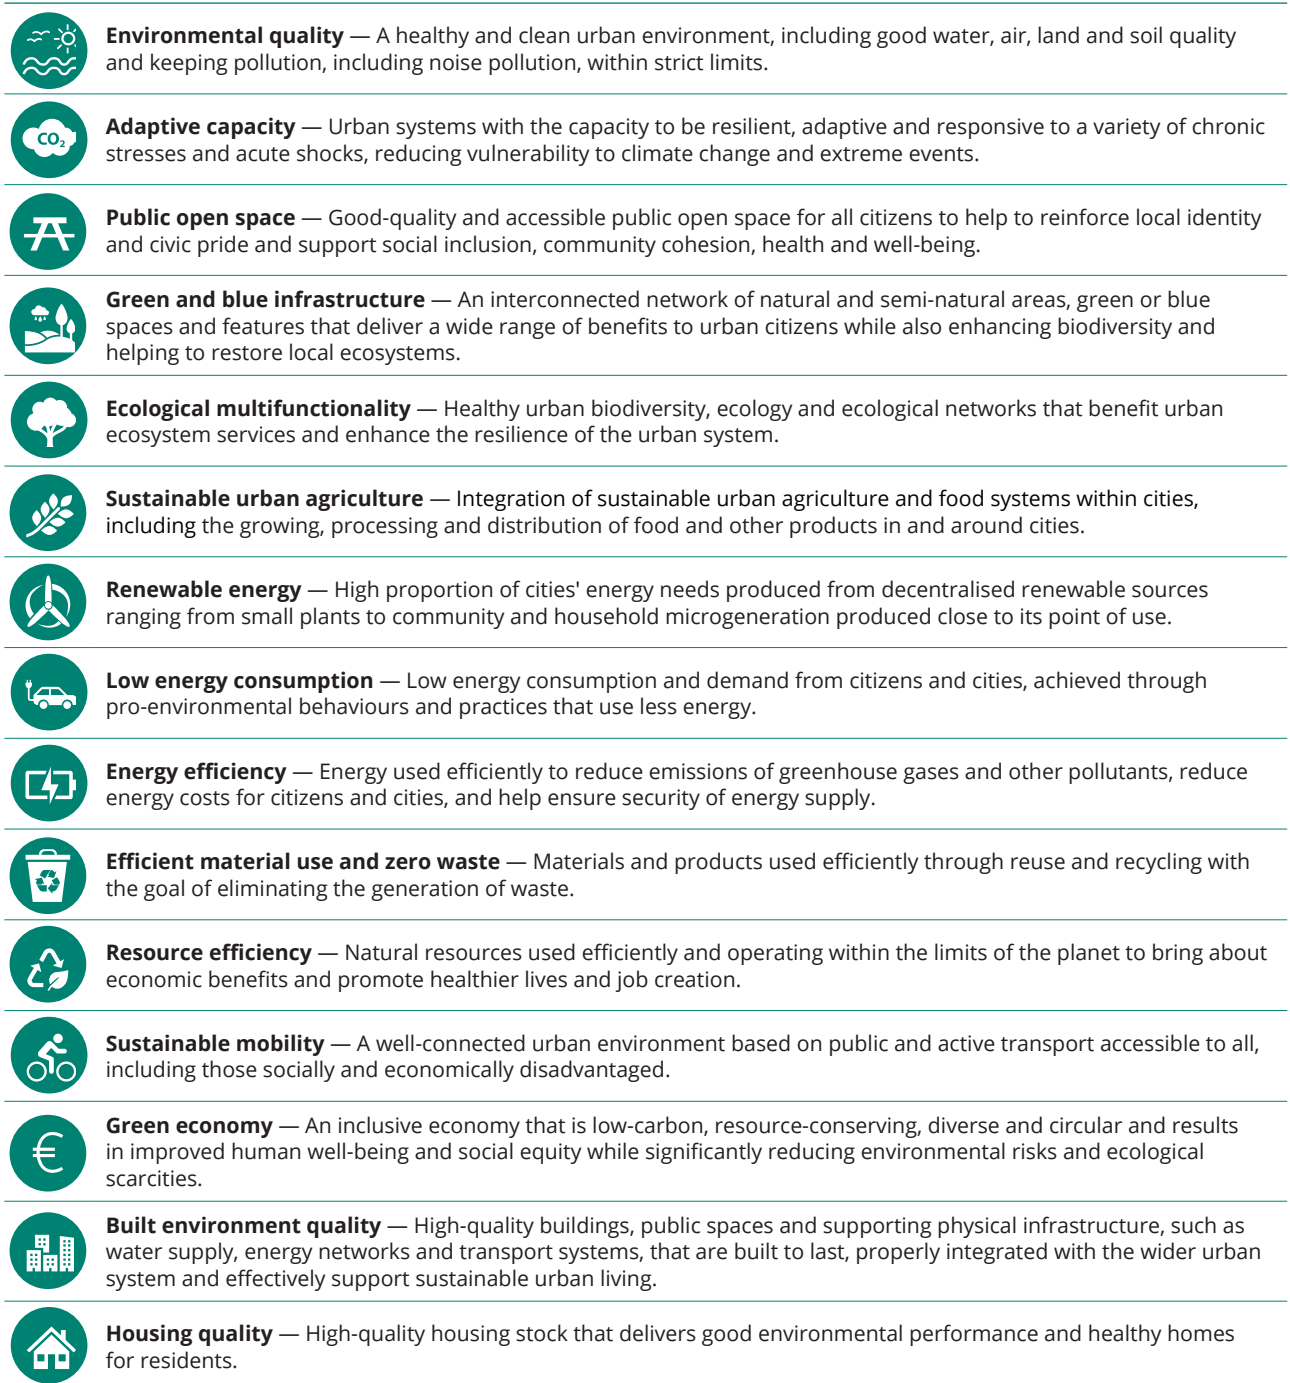 Environmental quality — A healthy and clean urban environment, including good water, air, land and soil quality
and keeping pollution, including noise pollution, within strict limits.
CO2
Adaptive capacity — Urban systems with the capacity to be resilient, adaptive and responsive to a variety of chronic
stresses and acute shocks, reducing vulnerability to climate change and extreme events.
Public open space — Good-quality and accessible public open space for all citizens to help to reinforce local identity
and civic pride and support social inclusion, community cohesion, health and well-being.
Green and blue infrastructure — An interconnected network of natural and semi-natural areas, green or blue
spaces and features that deliver a wide range of benefits to urban citizens while also enhancing biodiversity and
helping to restore local ecosystems.
Ecological multifunctionality — Healthy urban biodiversity, ecology and ecological networks that benefit urban
ecosystem services and enhance the resilience of the urban system.
Sustainable urban agriculture — Integration of sustainable urban agriculture and food systems within cities,
including the growing, processing and distribution of food and other products in and around cities.
Renewable energy — High proportion of cities' energy needs produced from decentralised renewable sources
ranging from small plants to community and household microgeneration produced close to its point of use.
Low energy consumption — Low energy consumption and demand from citizens and cities, achieved through
pro-environmental behaviours and practices that use less energy.
Energy efficiency — Energy used efficiently to reduce emissions of greenhouse gases and other pollutants, reduce
energy costs for citizens and cities, and help ensure security of energy supply.
Efficient material use and zero waste — Materials and products used efficiently through reuse and recycling with
the goal of eliminating the generation of waste.
Resource efficiency — Natural resources used efficiently and operating within the limits of the planet to bring about
economic benefits and promote healthier lives and job creation.
Sustainable mobility — A well-connected urban environment based on public and active transport accessible to all,
including those socially and economically disadvantaged.
€
Green economy — An inclusive economy that is low-carbon, resource-conserving, diverse and circular and results
in improved human well-being and social equity while significantly reducing environmental risks and ecological
scarcities.
Built environment quality — High-quality buildings, public spaces and supporting physical infrastructure, such as
water supply, energy networks and transport systems, that are built to last, properly integrated with the wider urban
system and effectively support sustainable urban living.
Housing quality — High-quality housing stock that delivers good environmental performance and healthy homes
for residents.